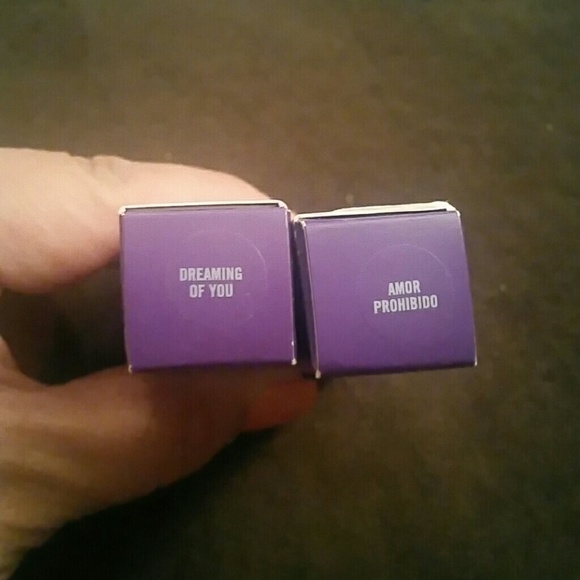 DREAMING
OF YOU
AMOR
PROHIBIDO